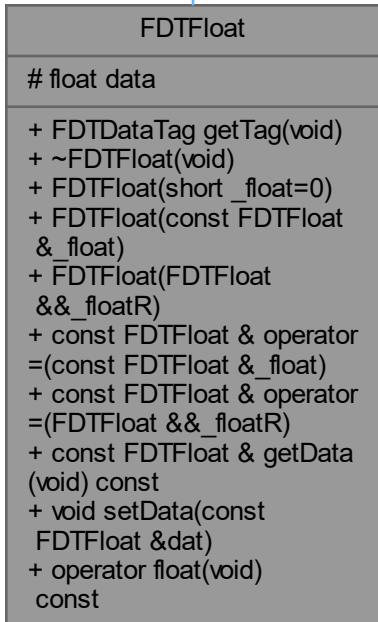 FDTFloat
# float data
+ FDTDataTag getTag(void)
+ ~FDTFloat(void)
+ FDTFloat(short _float=0)
+ FDTFloat(const FDTFloat
&_float)
+ FDTFloat(FDTFloat
&&_floatR)
+ const FDTFloat & operator
=(const FDTFloat &_float)
+ const FDTFloat & operator
=(FDTFloat &&_floatR)
+ const FDTFloat & getData
(void) const
+ void setData(const
FDTFloat &dat)
+ operator float(void)
const